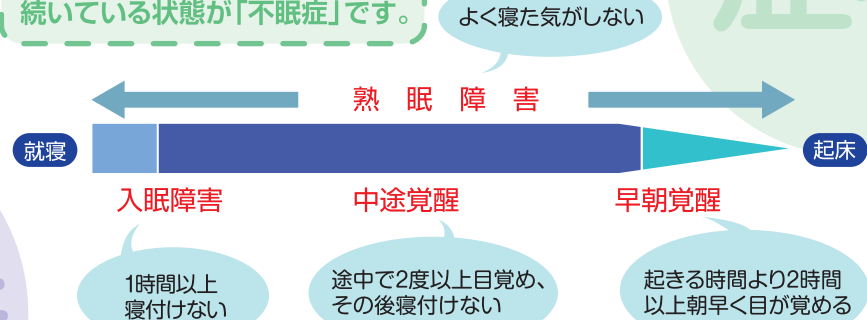 続いている状態が「不眠症」です。
よく寝た気がしない
熟眠障害
就寝
起床
入眠障害
中途覚醒
早朝覚醒
1時間以上
寝付けない
途中で2度以上目覚め、
その後寝付けない
起きる時間より2時間
以上朝早く目が覚める